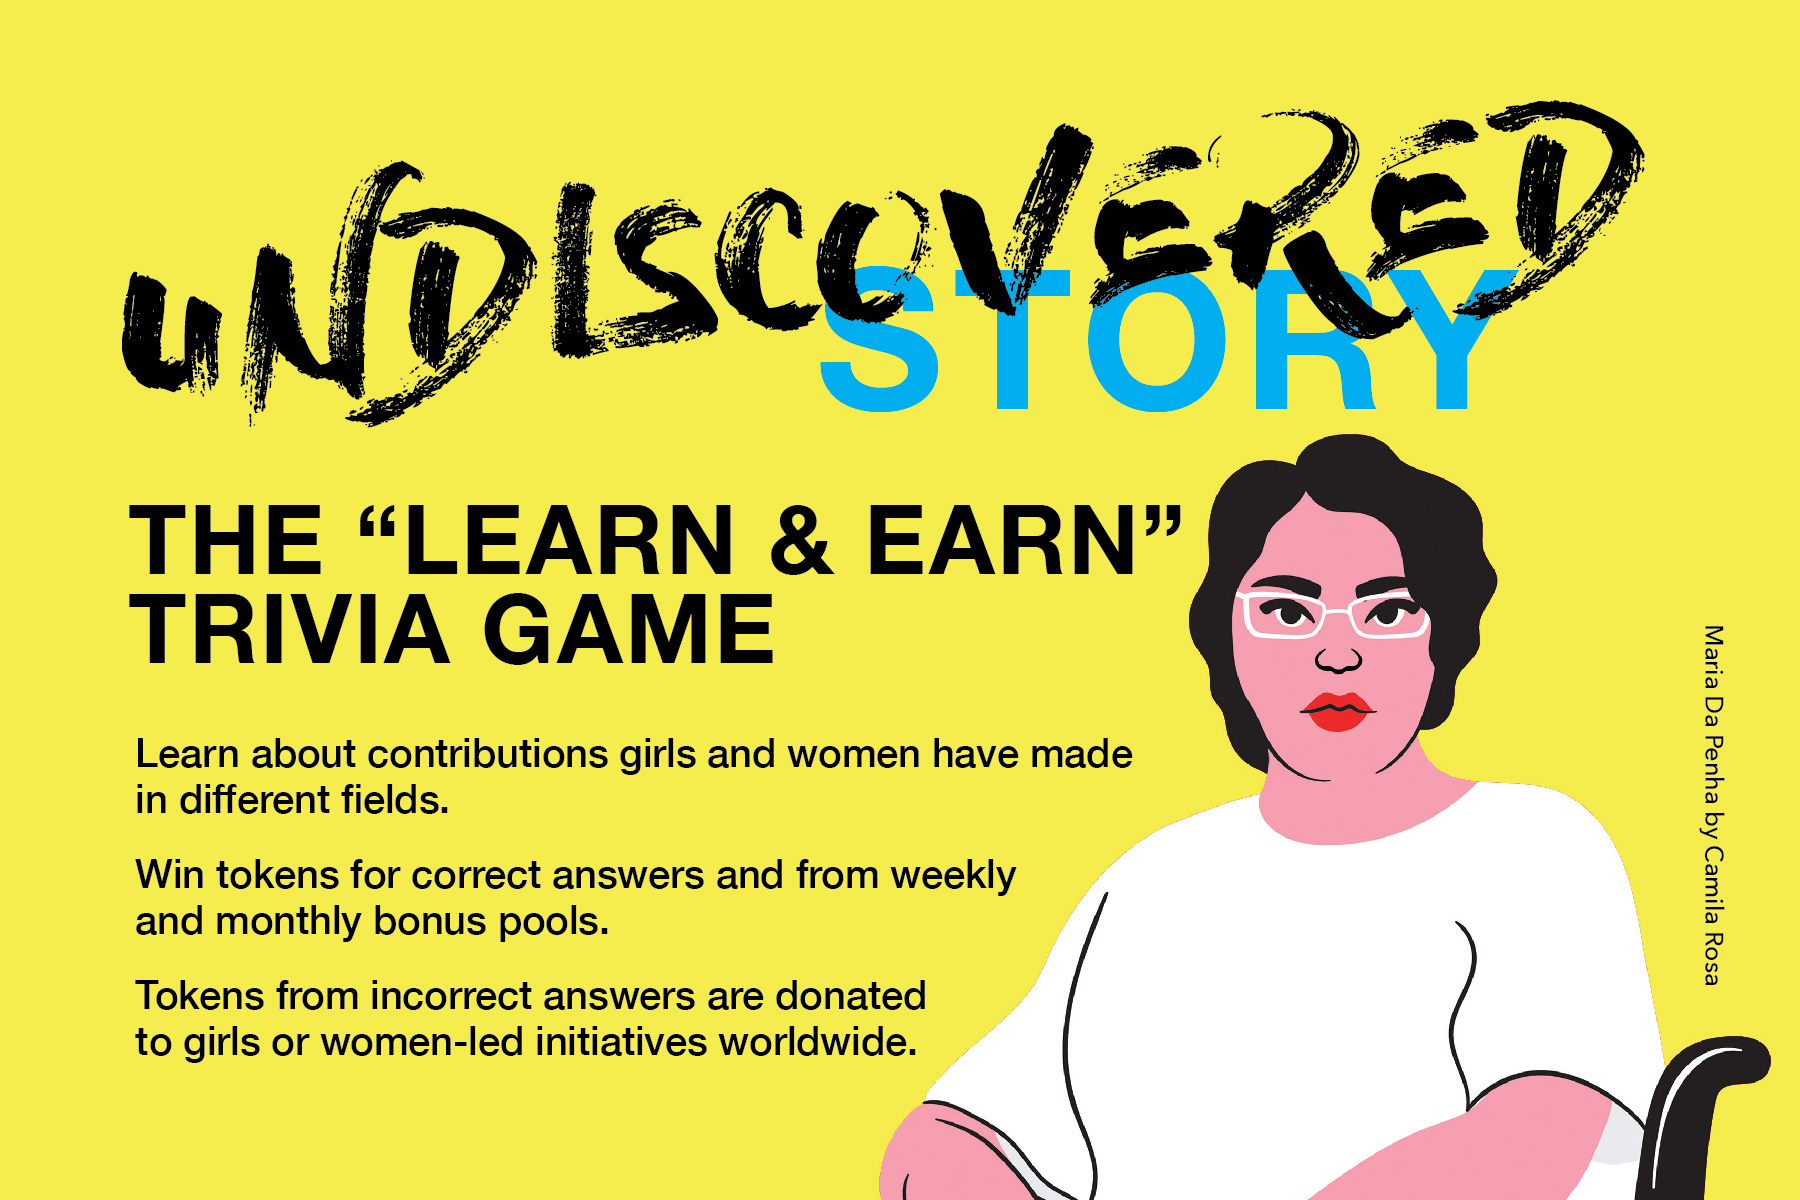 UNDISCOVERED
STORY
THE “LEARN & EARN”
TRIVIA GAME
Learn about contributions girls and women have made
in different fields.
Win tokens for correct answers and from weekly
and monthly bonus pools.
Tokens from incorrect answers are donated
to girls or women-led initiatives worldwide.
Maria Da Penha by Camila Rosa